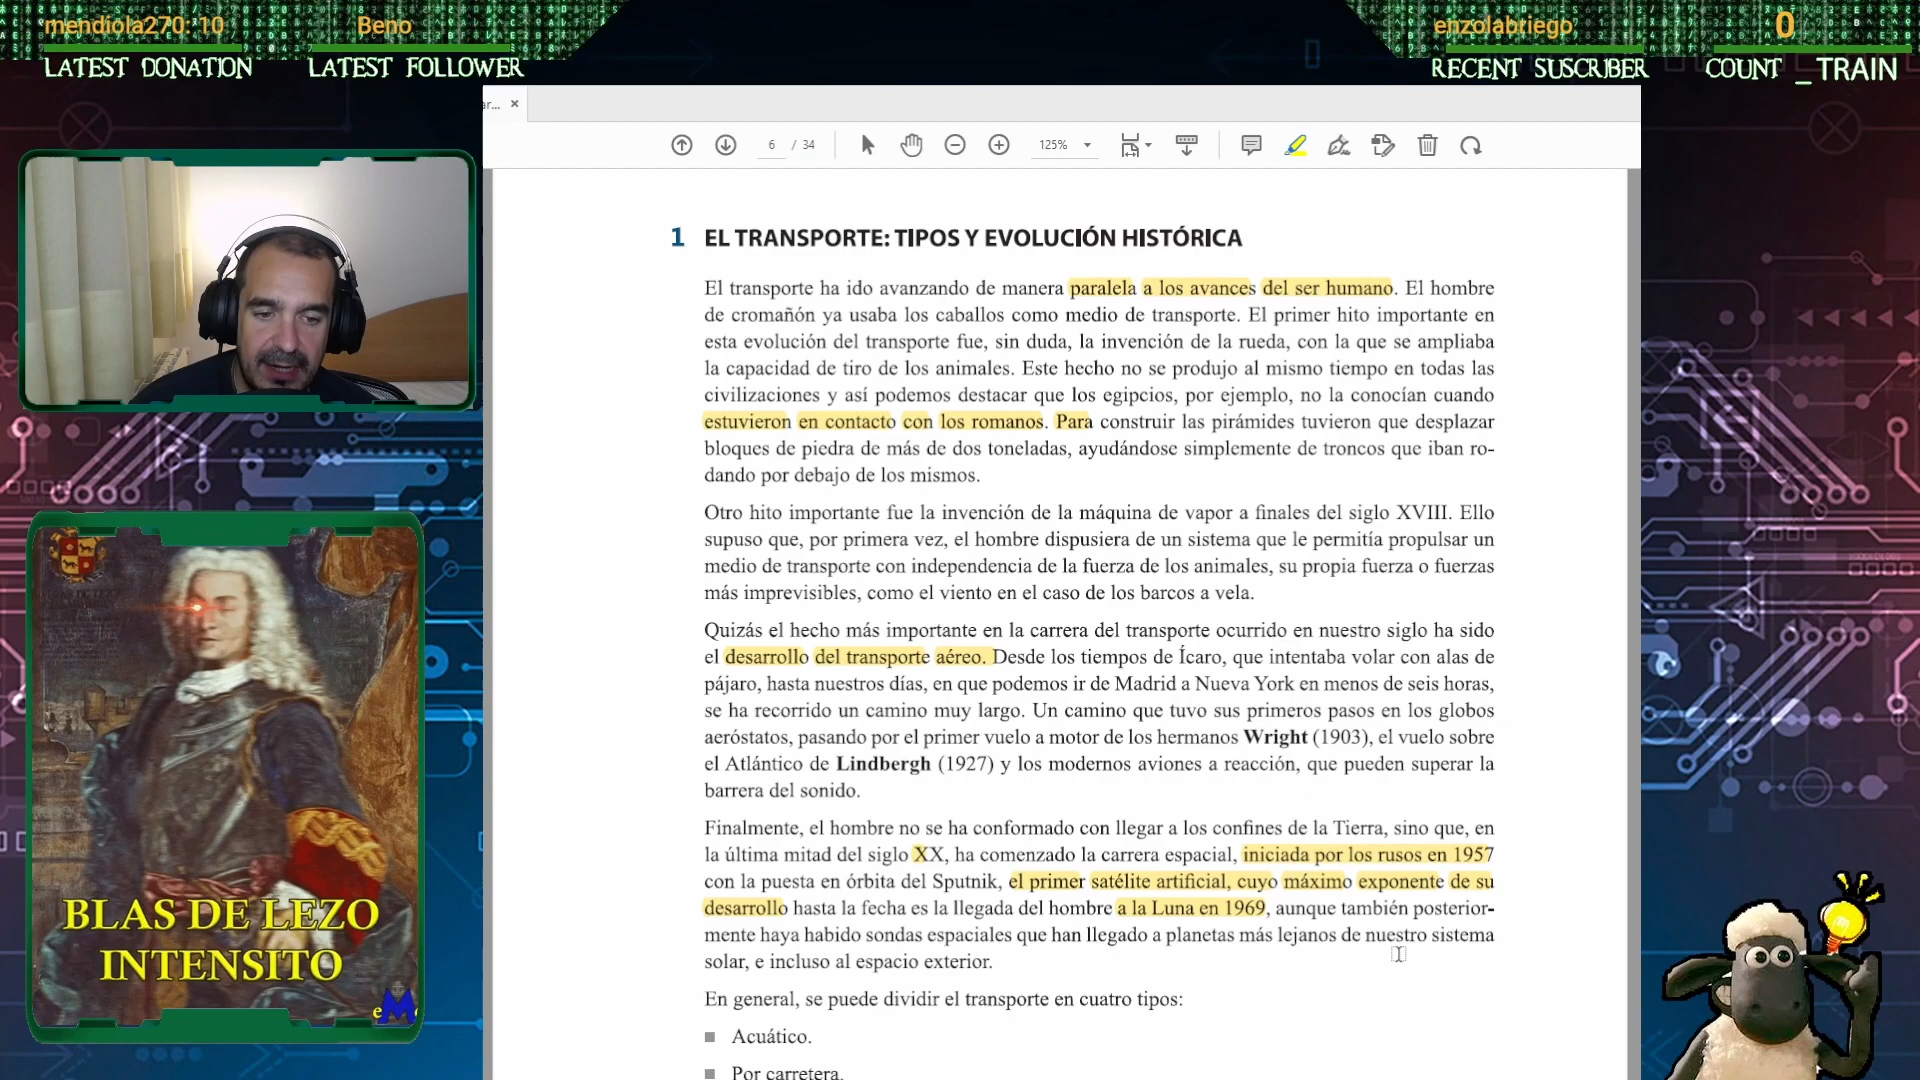 mendiola270: 10
LATEST DONATION
Beno
LATEST FOLLOWER
enzolabriego
RECENT SUSCRIBER
0
COUNT _TRAIN
ar...
6 / 34
125%
1 EL TRANSPORTE: TIPOS Y EVOLUCIÓN HISTÓRICA
El transporte ha ido avanzando de manera paralela a los avances del ser humano. El hombre
de cromañón ya usaba los caballos como medio de transporte. El primer hito importante en
esta evolución del transporte fue, sin duda, la invención de la rueda, con la que se ampliaba
la capacidad de tiro de los animales. Este hecho no se produjo al mismo tiempo en todas las
civilizaciones y así podemos destacar que los egipcios, por ejemplo, no la conocían cuando
estuvieron en contacto con los romanos. Para construir las pirámides tuvieron que desplazar
bloques de piedra de más de dos toneladas, ayudándose simplemente de troncos que iban ro-
dando por debajo de los mismos.
Otro hito importante fue la invención de la máquina de vapor a finales del siglo XVIII. Ello
supuso que, por primera vez, el hombre dispusiera de un sistema que le permitía propulsar un
medio de transporte con independencia de la fuerza de los animales, su propia fuerza o fuerzas
más imprevisibles, como el viento en el caso de los barcos a vela.
Quizás el hecho más importante en la carrera del transporte ocurrido en nuestro siglo ha sido
el desarrollo del transporte aéreo. Desde los tiempos de Ícaro, que intentaba volar con alas de
pájaro, hasta nuestros días, en que podemos ir de Madrid a Nueva York en menos de seis horas,
se ha recorrido un camino muy largo. Un camino que tuvo sus primeros pasos en los globos
aeróstatos, pasando por el primer vuelo a motor de los hermanos Wright (1903), el vuelo sobre
el Atlántico de Lindbergh (1927) y los modernos aviones a reacción, que pueden superar la
barrera del sonido.
Finalmente, el hombre no se ha conformado con llegar a los confines de la Tierra, sino que, en
la última mitad del siglo XX, ha comenzado la carrera espacial, iniciada por los rusos en 1957
con la puesta en órbita del Sputnik, el primer satélite artificial, cuyo máximo exponente de su
desarrollo hasta la fecha es la llegada del hombre a la Luna en 1969, aunque también posterior-
mente haya habido sondas espaciales que han llegado a planetas más lejanos de nuestro sistema
solar, e incluso al espacio exterior.
En general, se puede dividir el transporte en cuatro tipos:
Acuático.
Por carretera.
BLAS DE LEZO
INTENSITO